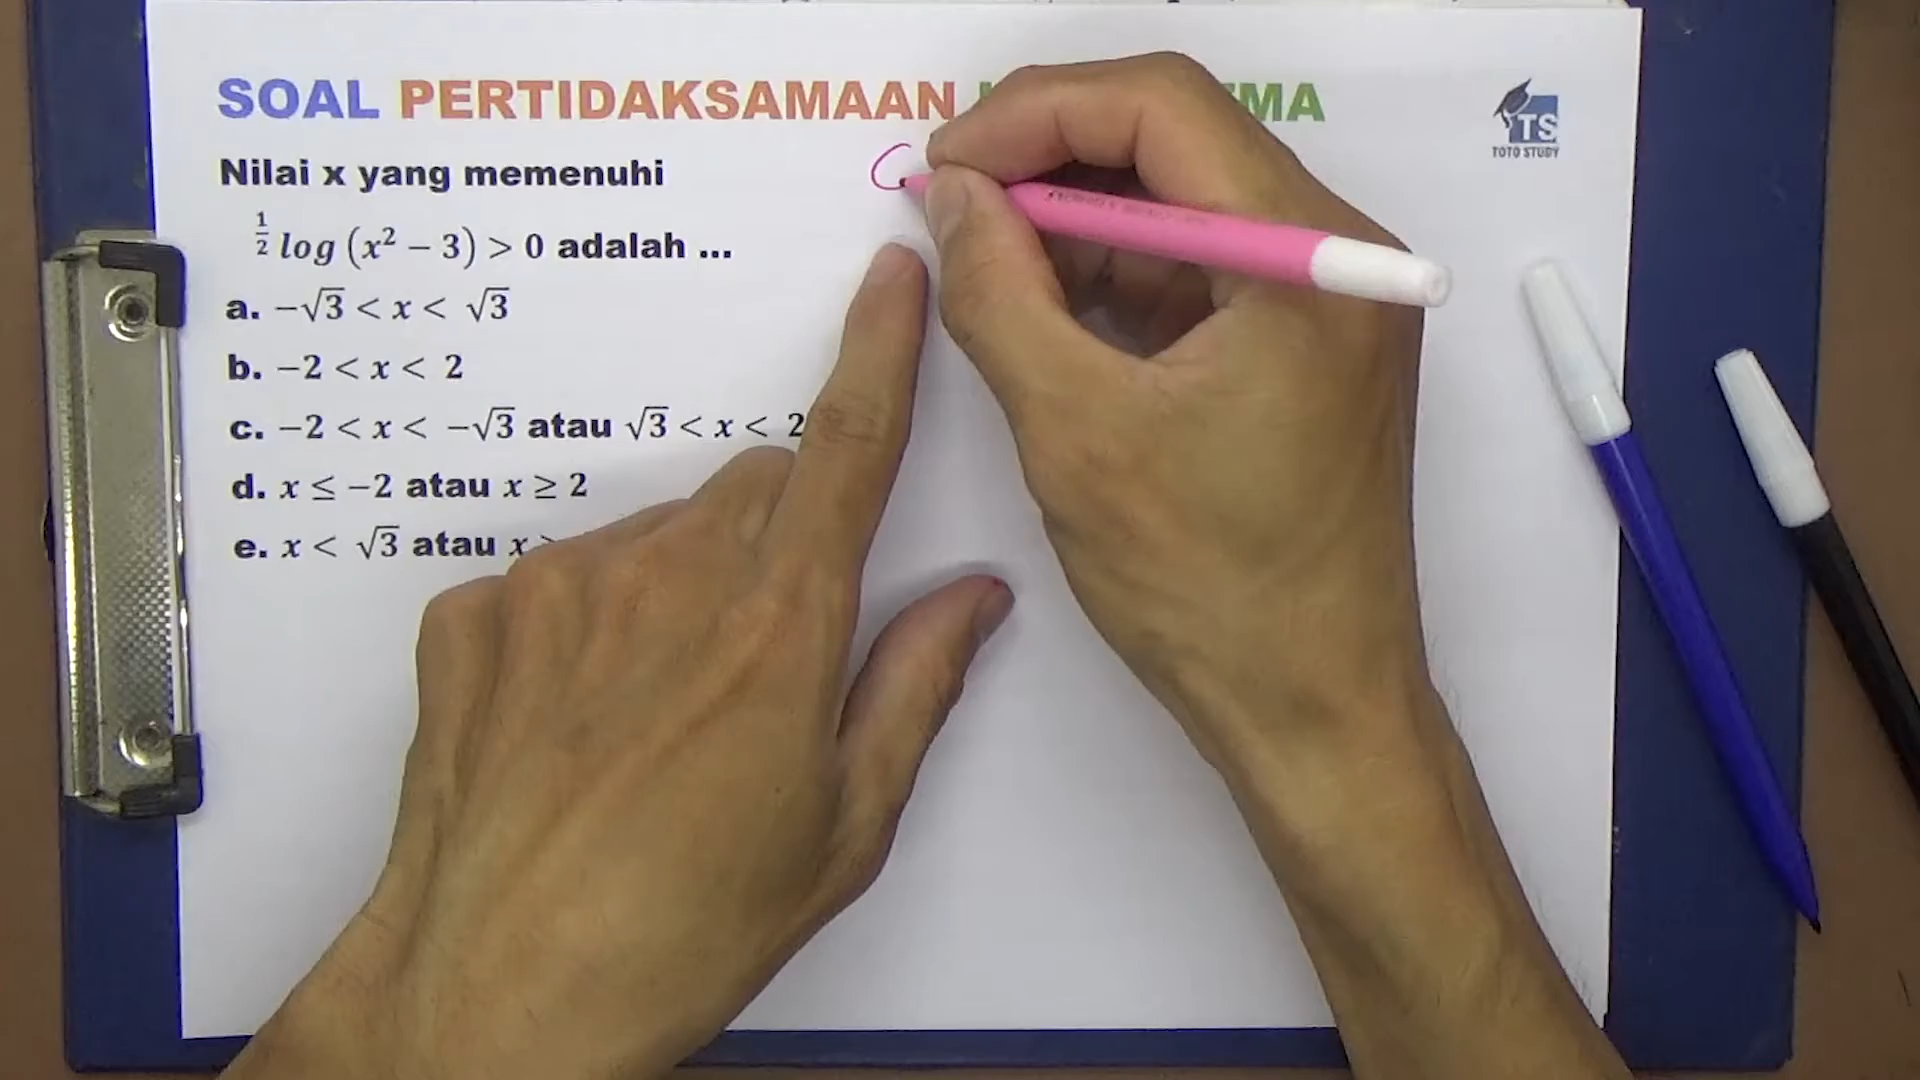 SOAL PERTIDAKSAMAAN
TS
TOTO STUDY
Nilai x yang memenuhi
$\frac{1}{2}$ log (x² − 3) > 0 adalah ...
a. −√3 < x < √3
b. −2 < x < 2
c. −2 < x < −√3 atau √3 < x < 2
d. x ≤ −2 atau x ≥ 2
e. x < √3 atau x